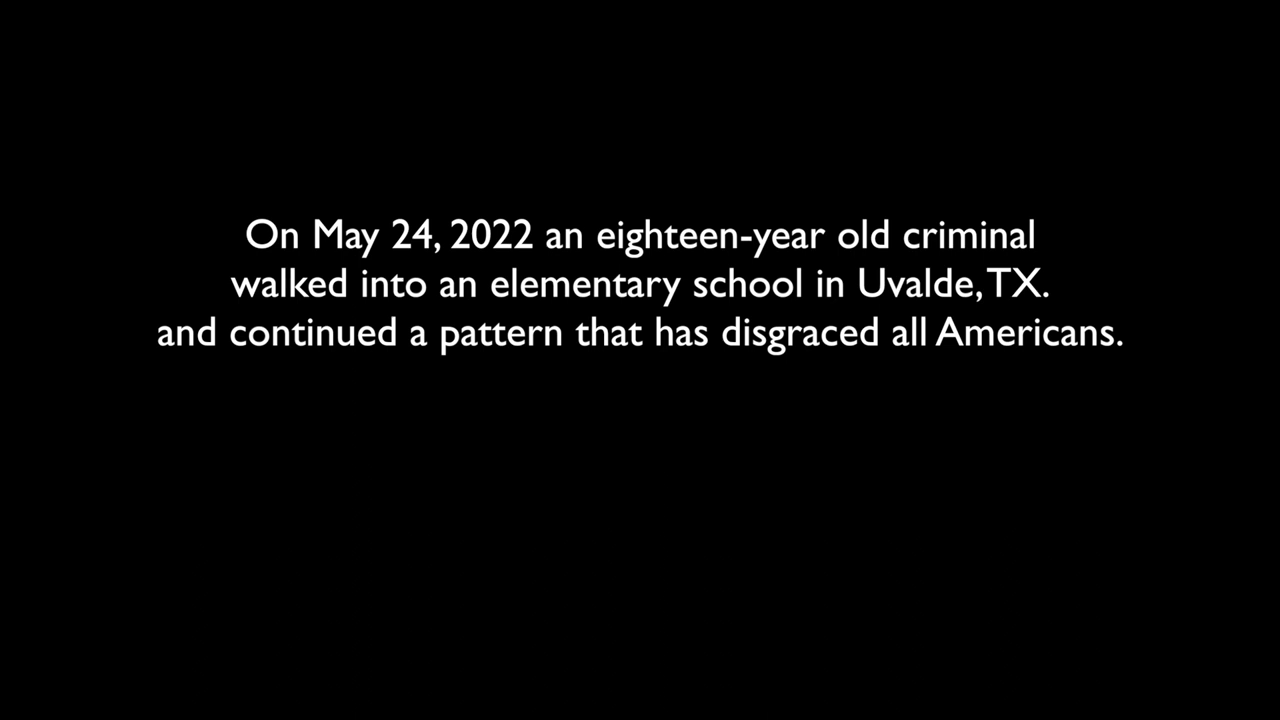 On May 24, 2022 an eighteen-year old criminal
walked into an elementary school in Uvalde, TX.
and continued a pattern that has disgraced all Americans.